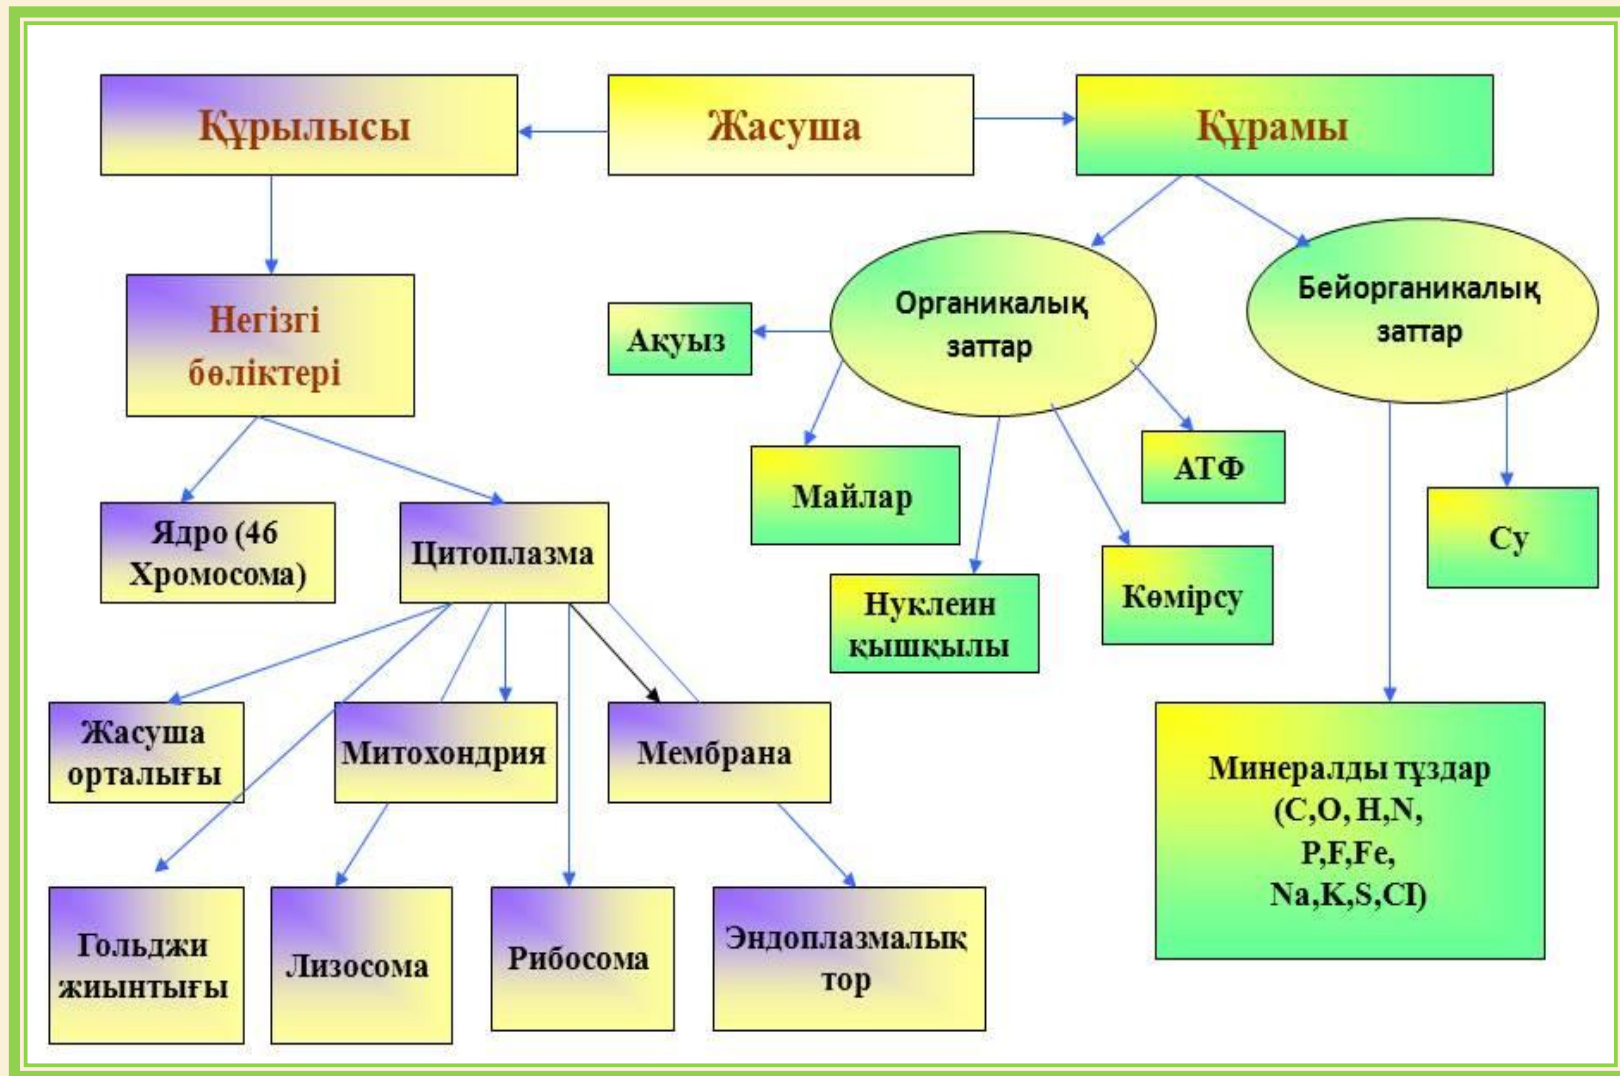 Құрылысы
Жасуша
Құрамы
Негізгі
бөліктері
Ақуыз
Органикалық
заттар
Бейорганикалық
заттар
Майлар
АТФ
Ядро (46
Хромосома)
Цитоплазма
Нуклеин
қышқылы
Көмірсу
Су
Жасуша
орталығы
Митохондрия
Мембрана
Минералды тұздар
(C,O, H,N,
P,F,Fe,
Na,K,S,CI)
Гольджи
жиынтығы
Лизосома
Рибосома
Эндоплазмалық
тор